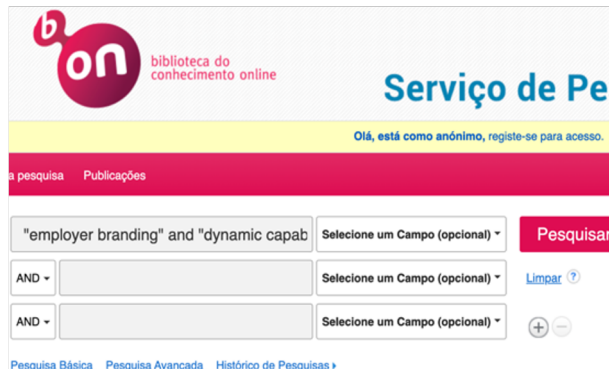 b
on
biblioteca do
conhecimento online
Serviço de Pe
Olá, está como anónimo, registe-se para acesso.
a pesquisa Publicações
"employer branding" and "dynamic capab Selecione um Campo (opcional) Pesquisar
AND Selecione um Campo (opcional) Limpar ?
AND Selecione um Campo (opcional) + −
Pesquisa Básica Pesquisa Avançada Histórico de Pesquisas